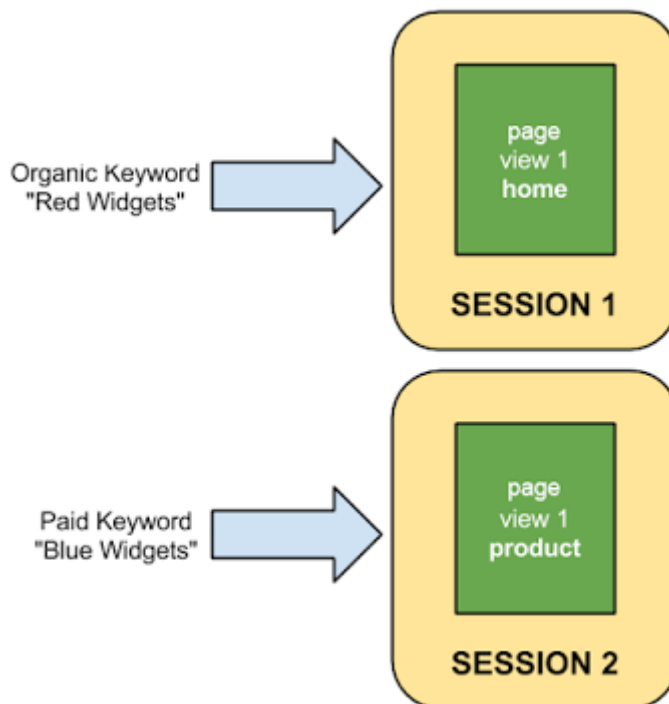 Organic Keyword
"Red Widgets"
page
view 1
home
SESSION 1
Paid Keyword
"Blue Widgets"
page
view 1
product
SESSION 2